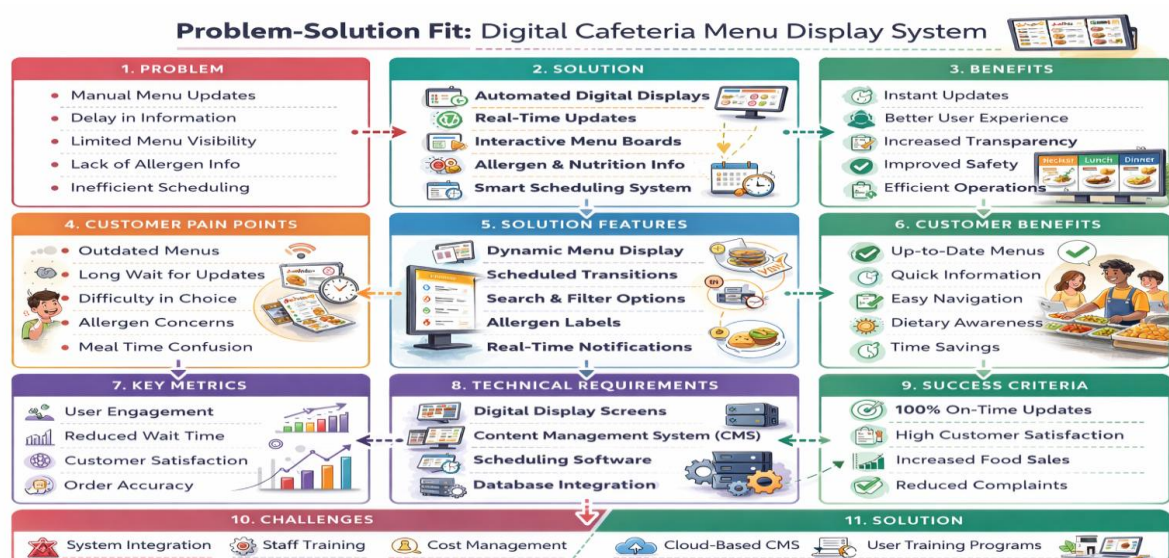 Problem-Solution Fit: Digital Cafeteria Menu Display System
1. PROBLEM
Manual Menu Updates
Delay in Information
Limited Menu Visibility
Lack of Allergen Info
Inefficient Scheduling
2. SOLUTION
Automated Digital Displays
Real-Time Updates
Interactive Menu Boards
Allergen & Nutrition Info
Smart Scheduling System
3. BENEFITS
Instant Updates
Better User Experience
Increased Transparency
Improved Safety
Efficient Operations
Lunch
Dinner
4. CUSTOMER PAIN POINTS
Outdated Menus
Long Wait for Updates
Difficulty in Choice
Allergen Concerns
Meal Time Confusion
5. SOLUTION FEATURES
Dynamic Menu Display
Scheduled Transitions
Search & Filter Options
Allergen Labels
Real-Time Notifications
6. CUSTOMER BENEFITS
Up-to-Date Menus
Quick Information
Easy Navigation
Dietary Awareness
Time Savings
7. KEY METRICS
User Engagement
Reduced Wait Time
Customer Satisfaction
Order Accuracy
8. TECHNICAL REQUIREMENTS
Digital Display Screens
Content Management System (CMS)
Scheduling Software
Database Integration
9. SUCCESS CRITERIA
100% On-Time Updates
High Customer Satisfaction
Increased Food Sales
Reduced Complaints
10. CHALLENGES
System Integration
Staff Training
Cost Management
11. SOLUTION
Cloud-Based CMS
User Training Programs